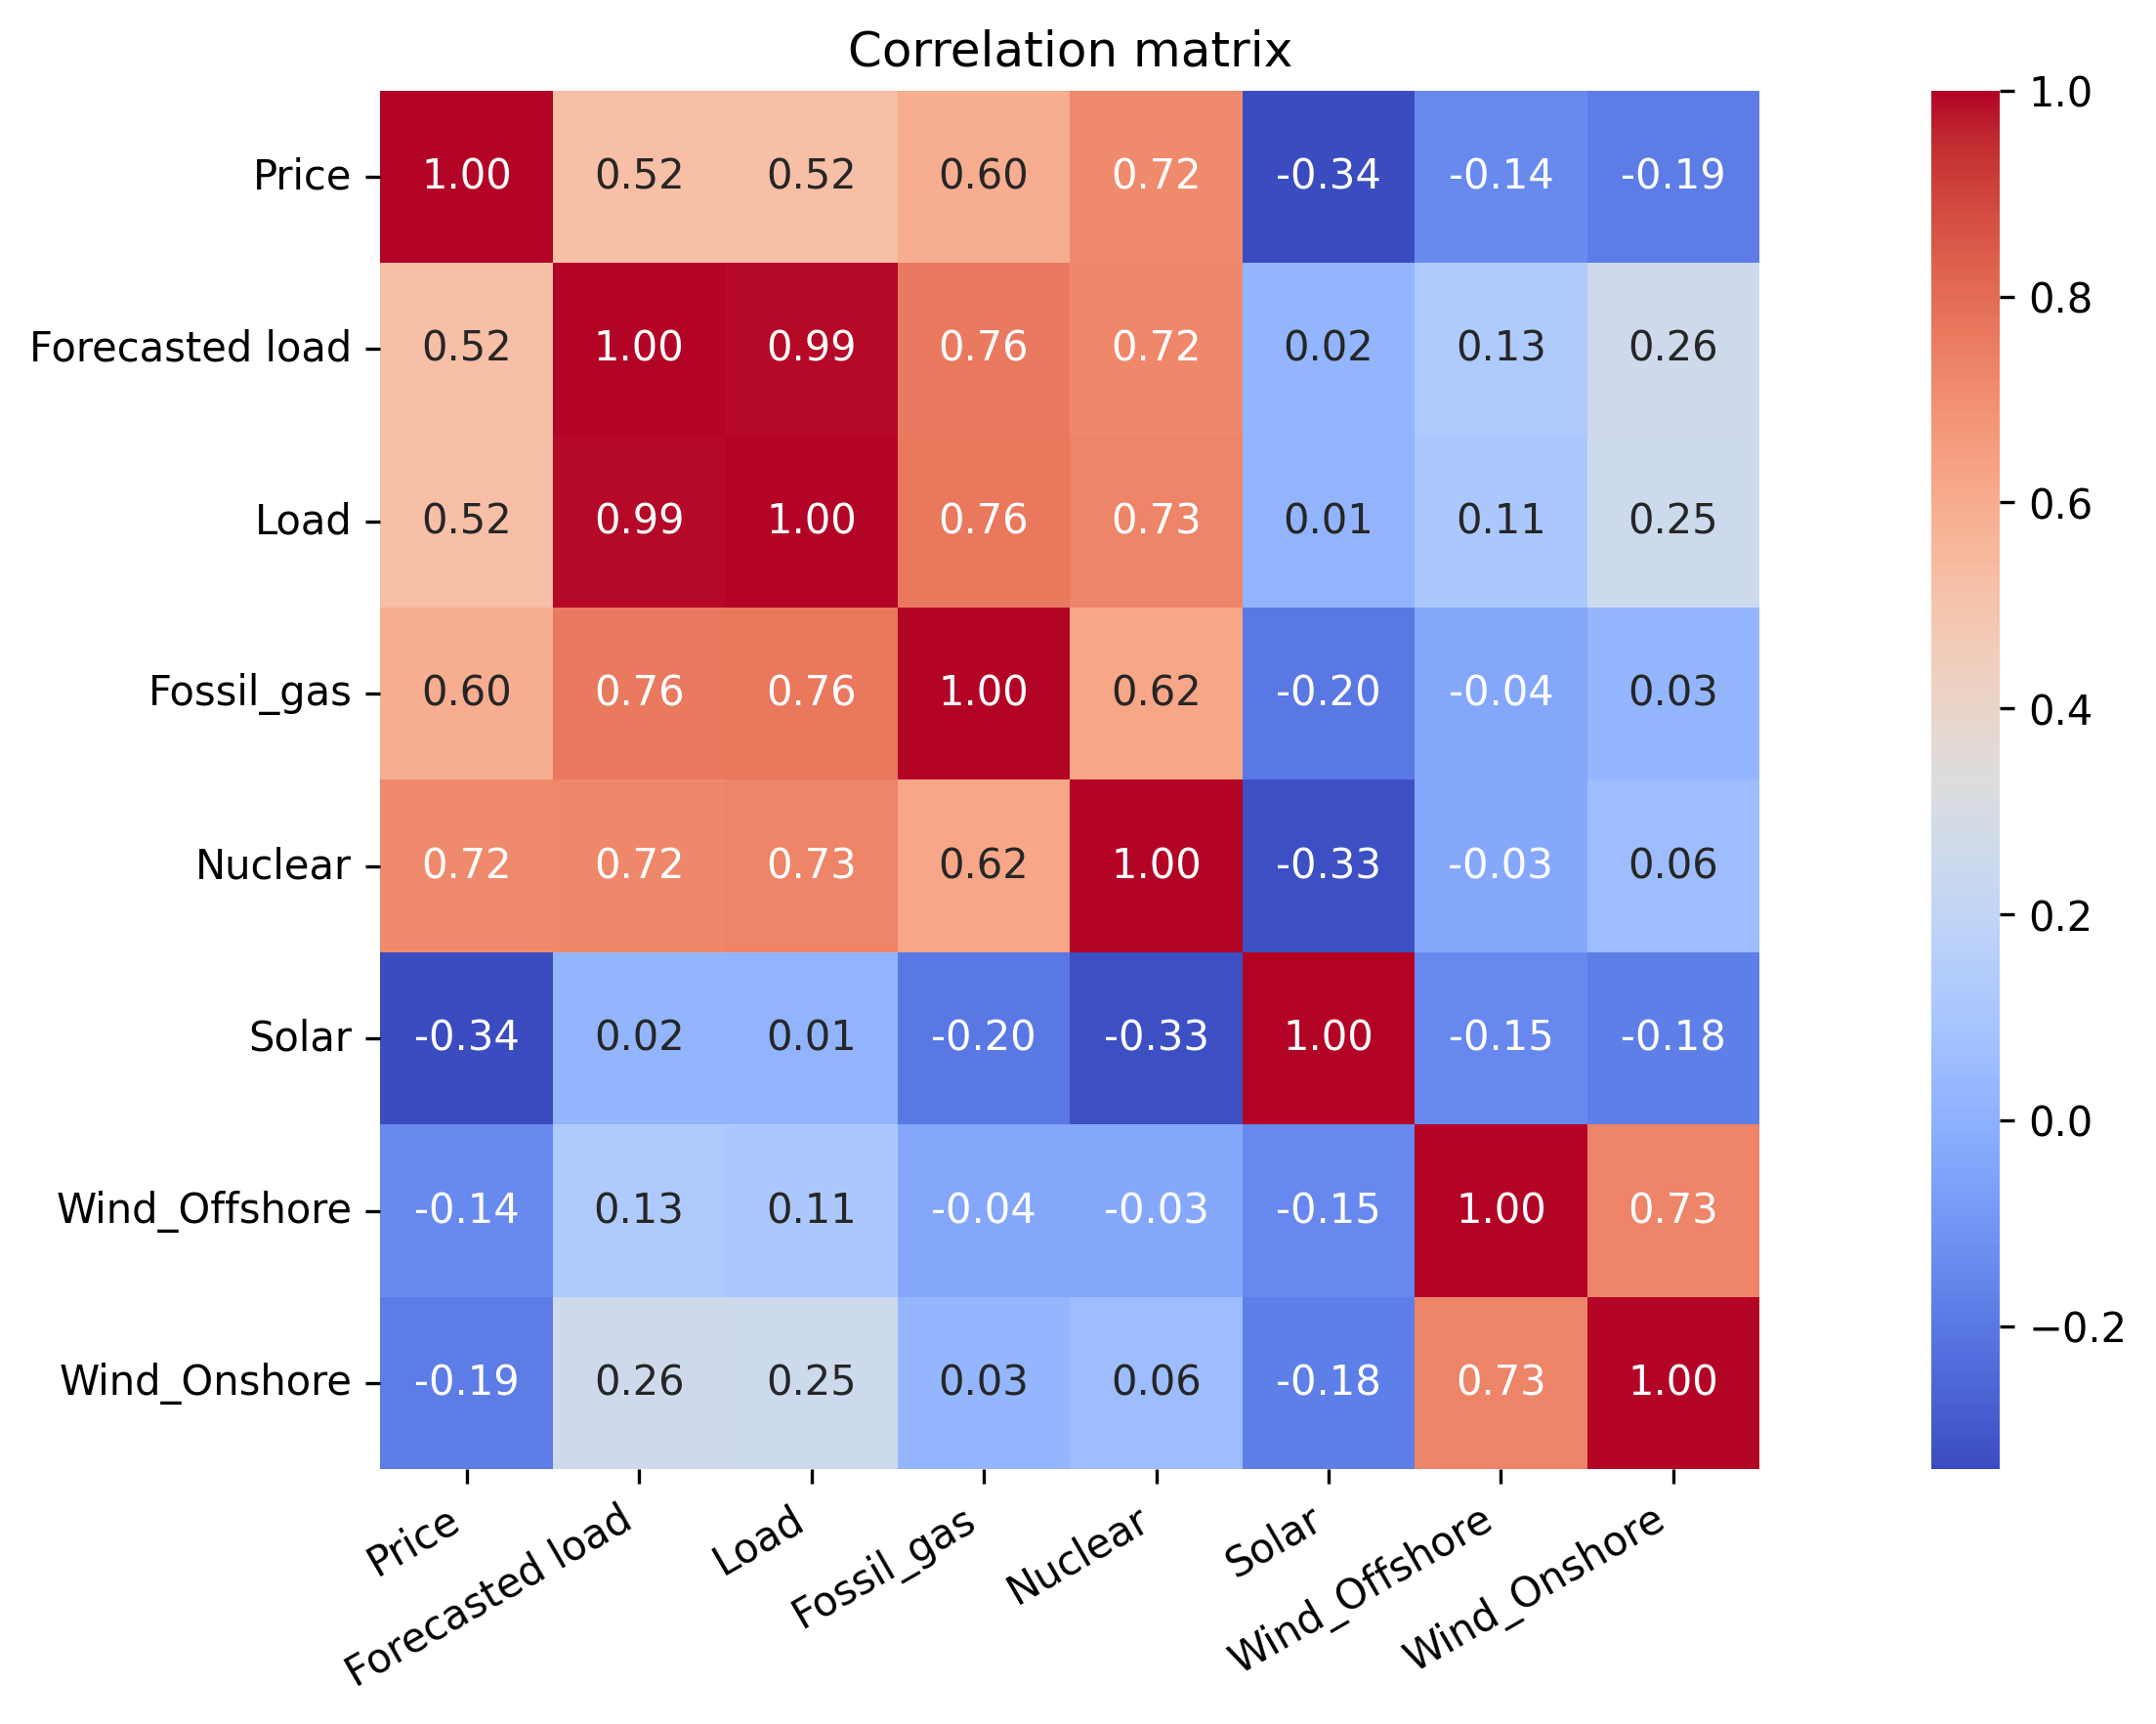 Correlation matrix
Price 1.00 0.52 0.52 0.60 0.72 -0.34 -0.14 -0.19
Forecasted load 0.52 1.00 0.99 0.76 0.72 0.02 0.13 0.26
Load 0.52 0.99 1.00 0.76 0.73 0.01 0.11 0.25
Fossil_gas 0.60 0.76 0.76 1.00 0.62 -0.20 -0.04 0.03
Nuclear 0.72 0.72 0.73 0.62 1.00 -0.33 -0.03 0.06
Solar -0.34 0.02 0.01 -0.20 -0.33 1.00 -0.15 -0.18
Wind_Offshore -0.14 0.13 0.11 -0.04 -0.03 -0.15 1.00 0.73
Wind_Onshore -0.19 0.26 0.25 0.03 0.06 -0.18 0.73 1.00
Price
Forecasted load
Load
Fossil_gas
Nuclear
Solar
Wind_Offshore
Wind_Onshore
1.0
0.8
0.6
0.4
0.2
0.0
−0.2